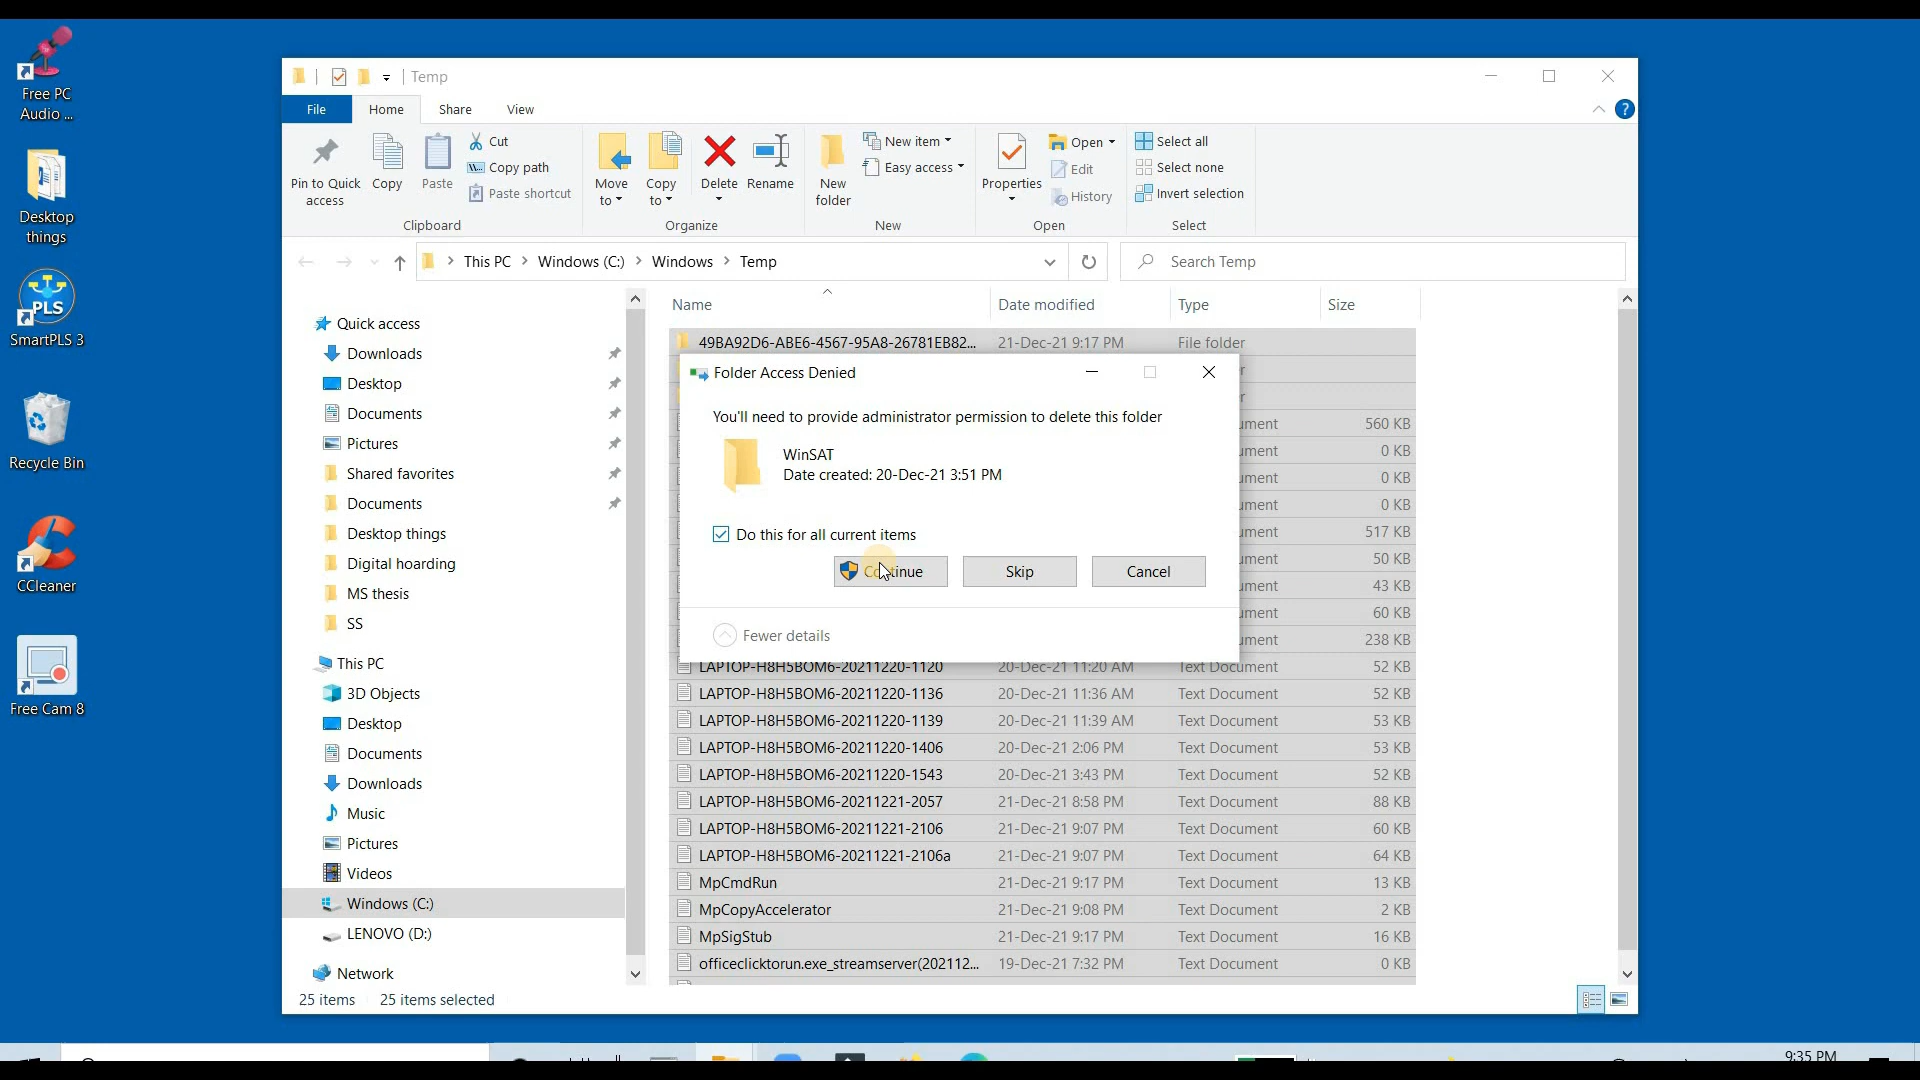 Free PC
Audio ...
Desktop
things
PLS
SmartPLS 3
Recycle Bin
CCleaner
Free Cam 8
Temp
File
Home
Share
View
Pin to Quick
access
Copy
Paste
Cut
Copy path
Paste shortcut
Clipboard
Move
to
Copy
to
Delete
Rename
Organize
New
folder
New item
Easy access
New
Properties
Open
Edit
History
Open
Select all
Select none
Invert selection
Select
This PC
Windows (C:)
Windows
Temp
Search Temp
Quick access
Downloads
Desktop
Documents
Pictures
Shared favorites
Documents
Desktop things
Digital hoarding
MS thesis
SS
This PC
3D Objects
Desktop
Documents
Downloads
Music
Pictures
Videos
Windows (C:)
LENOVO (D:)
Network
Name Date modified Type Size
49BA92D6-ABE6-4567-95A8-26781EB82... 21-Dec-21 9:17 PM File folder
560 KB
0 KB
0 KB
0 KB
517 KB
50 KB
43 KB
60 KB
238 KB
Folder Access Denied
You'll need to provide administrator permission to delete this folder
WinSAT
Date created: 20-Dec-21 3:51 PM
Do this for all current items
Continue
Skip
Cancel
Fewer details
LAPTOP-H8H5BOM6-20211220-1120 20-Dec-21 11:20 AM Text Document 52 KB
LAPTOP-H8H5BOM6-20211220-1136 20-Dec-21 11:36 AM Text Document 52 KB
LAPTOP-H8H5BOM6-20211220-1139 20-Dec-21 11:39 AM Text Document 53 KB
LAPTOP-H8H5BOM6-20211220-1406 20-Dec-21 2:06 PM Text Document 53 KB
LAPTOP-H8H5BOM6-20211220-1543 20-Dec-21 3:43 PM Text Document 52 KB
LAPTOP-H8H5BOM6-20211221-2057 21-Dec-21 8:58 PM Text Document 88 KB
LAPTOP-H8H5BOM6-20211221-2106 21-Dec-21 9:07 PM Text Document 60 KB
LAPTOP-H8H5BOM6-20211221-2106a 21-Dec-21 9:07 PM Text Document 64 KB
MpCmdRun 21-Dec-21 9:17 PM Text Document 13 KB
MpCopyAccelerator 21-Dec-21 9:08 PM Text Document 2 KB
MpSigStub 21-Dec-21 9:17 PM Text Document 16 KB
officeclicktorun.exe_streamserver(202112... 19-Dec-21 7:32 PM Text Document 0 KB
25 items 25 items selected
9:35 PM